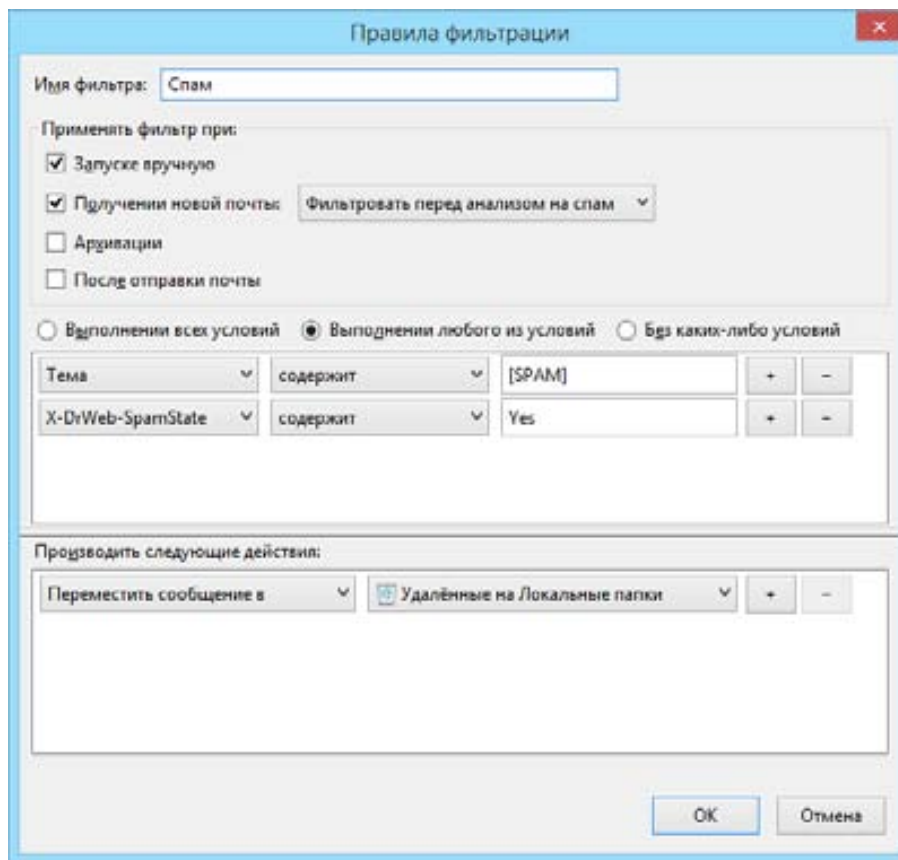 Правила фильтрации
Имя фильтра: Спам
Применять фильтр при:
Запуске вручную
Получении новой почты: Фильтровать перед анализом на спам
Архивации
После отправки почты
Выполнении всех условий Выполнении любого из условий Без каких-либо условий
Тема содержит [SPAM] + -
X-DrWeb-SpamState содержит Yes + -
Производить следующие действия:
Переместить сообщение в Удалённые на Локальные папки + -
OK Отмена